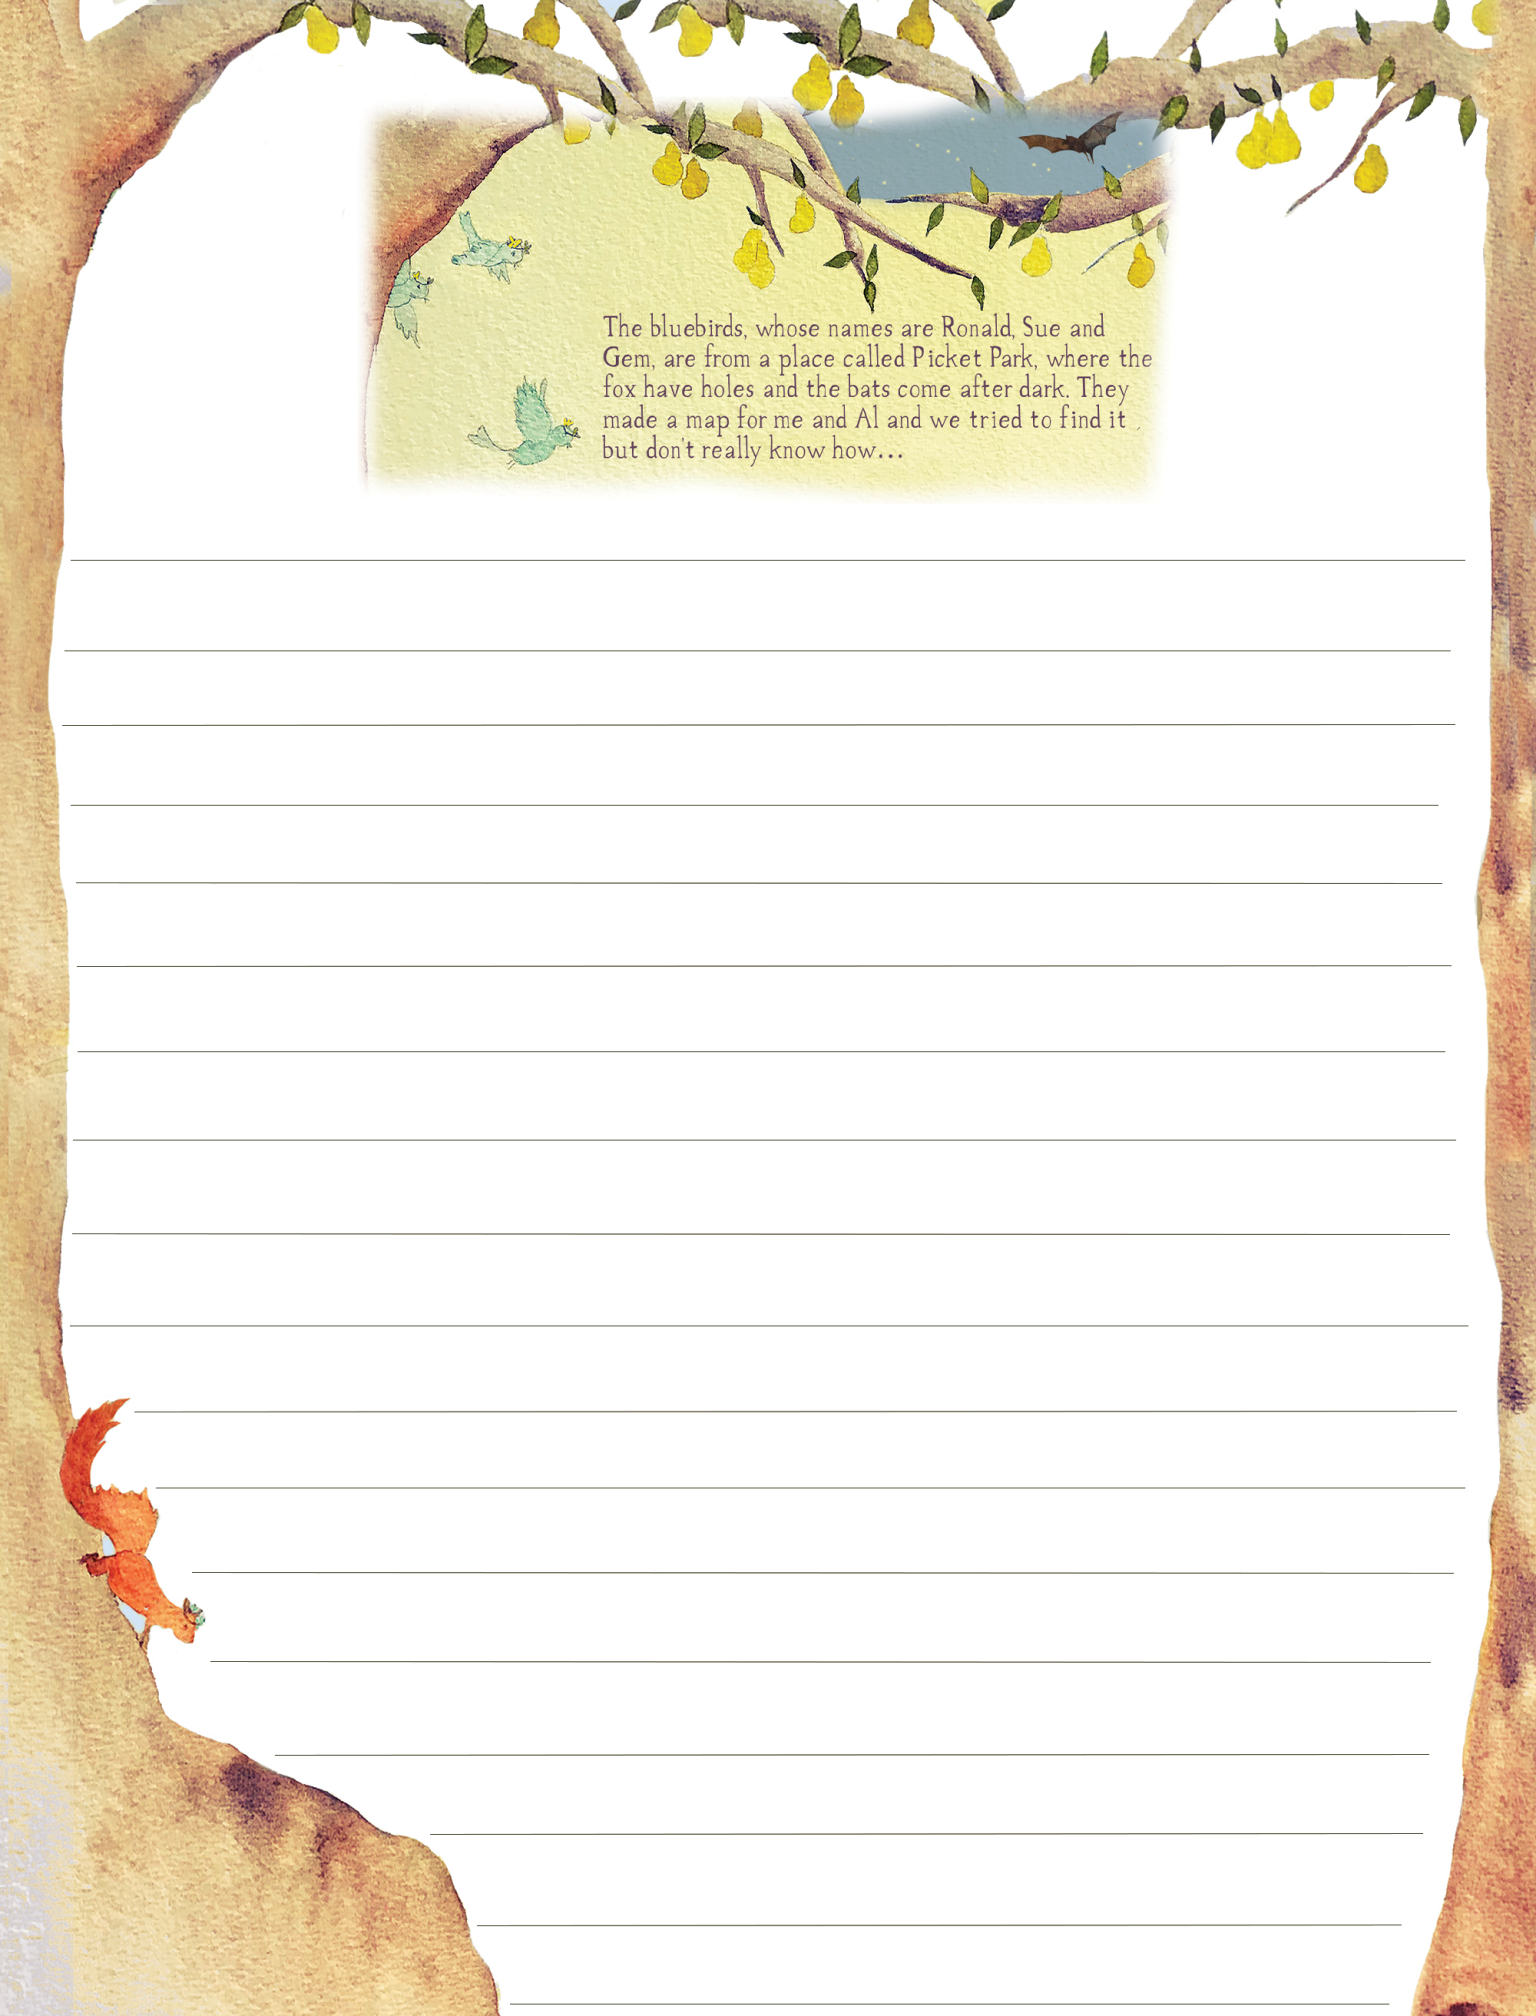 The bluebirds, whose names are Ronald, Sue and
Gem, are from a place called Picket Park, where the
fox have holes and the bats come after dark. They
made a map for me and Al and we tried to find it
but don't really know how...